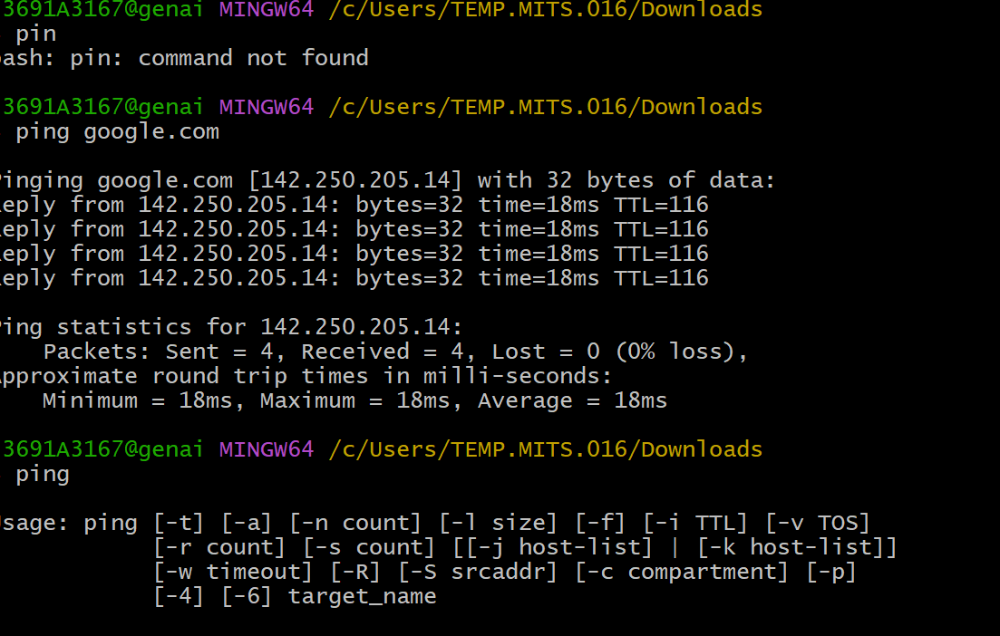 3691A3167@genai MINGW64 /c/Users/TEMP.MITS.016/Downloads
pin
ash: pin: command not found
3691A3167@genai MINGW64 /c/Users/TEMP.MITS.016/Downloads
ping google.com
inging google.com [142.250.205.14] with 32 bytes of data:
eply from 142.250.205.14: bytes=32 time=18ms TTL=116
eply from 142.250.205.14: bytes=32 time=18ms TTL=116
eply from 142.250.205.14: bytes=32 time=18ms TTL=116
eply from 142.250.205.14: bytes=32 time=18ms TTL=116
ing statistics for 142.250.205.14:
    Packets: Sent = 4, Received = 4, Lost = 0 (0% loss),
pproximate round trip times in milli-seconds:
    Minimum = 18ms, Maximum = 18ms, Average = 18ms
3691A3167@genai MINGW64 /c/Users/TEMP.MITS.016/Downloads
ping
sage: ping [-t] [-a] [-n count] [-l size] [-f] [-i TTL] [-v TOS]
            [-r count] [-s count] [[-j host-list] | [-k host-list]]
            [-w timeout] [-R] [-S srcaddr] [-c compartment] [-p]
            [-4] [-6] target_name